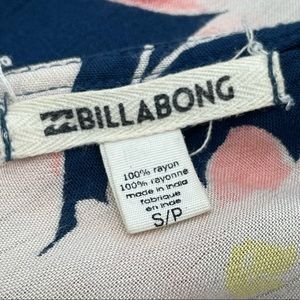 BILLABONG
100% rayon
100% rayonne
made in India
fabriqué
en inde
S/P